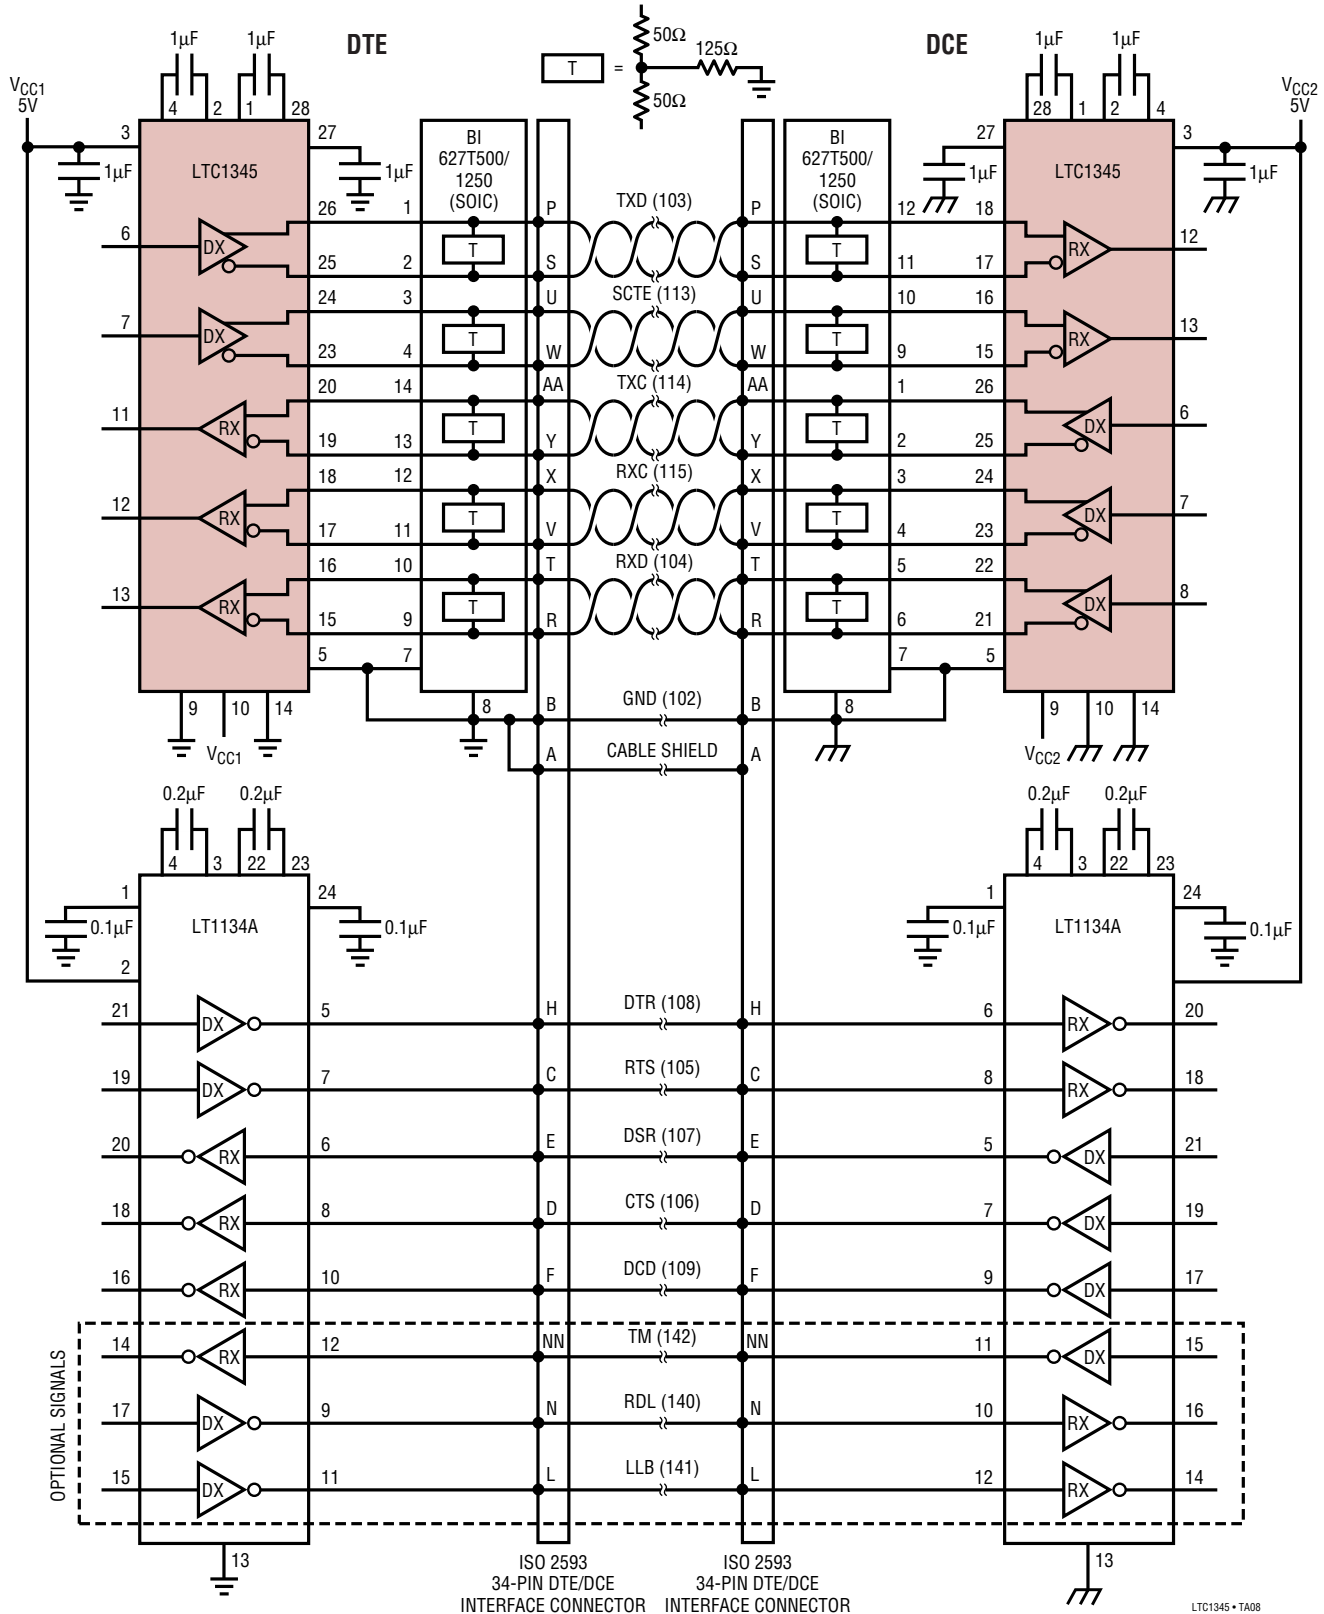 DTE
DCE
50Ω
125Ω
50Ω
T =
1µF 1µF
1µF 1µF
VCC1
5V
VCC2
5V
4 2 1 28
28 1 2 4
3 27
27 3
1µF 1µF
1µF 1µF
LTC1345
BI
627T500/
1250
(SOIC)
BI
627T500/
1250
(SOIC)
LTC1345
26 1 P TXD (103) P 12 18
6 DX T T RX 12
25 2 S S 11 17
24 3 U SCTE (113) U 10 16
7 DX T T RX 13
23 4 W W 9 15
20 14 AA TXC (114) AA 1 26
11 RX T T DX 6
19 13 Y Y 2 25
18 12 X RXC (115) X 3 24
12 RX T T DX 7
17 11 V V 4 23
16 10 T RXD (104) T 5 22
13 RX T T DX 8
15 9 R R 6 21
5 7 7 5
9 10 14 8 B GND (102) B 8 9 10 14
VCC1 A CABLE SHIELD A VCC2
0.2µF 0.2µF
0.2µF 0.2µF
4 3 22 23
4 3 22 23
1 24
1 24
0.1µF 0.1µF
0.1µF 0.1µF
LT1134A
LT1134A
2
21 DX 5 H DTR (108) H 6 RX 20
19 DX 7 C RTS (105) C 8 RX 18
20 RX 6 E DSR (107) E 5 DX 21
18 RX 8 D CTS (106) D 7 DX 19
16 RX 10 F DCD (109) F 9 DX 17
OPTIONAL SIGNALS
14 RX 12 NN TM (142) NN 11 DX 15
17 DX 9 N RDL (140) N 10 RX 16
15 DX 11 L LLB (141) L 12 RX 14
13
13
ISO 2593
34-PIN DTE/DCE
INTERFACE CONNECTOR
ISO 2593
34-PIN DTE/DCE
INTERFACE CONNECTOR
LTC1345 • TA08